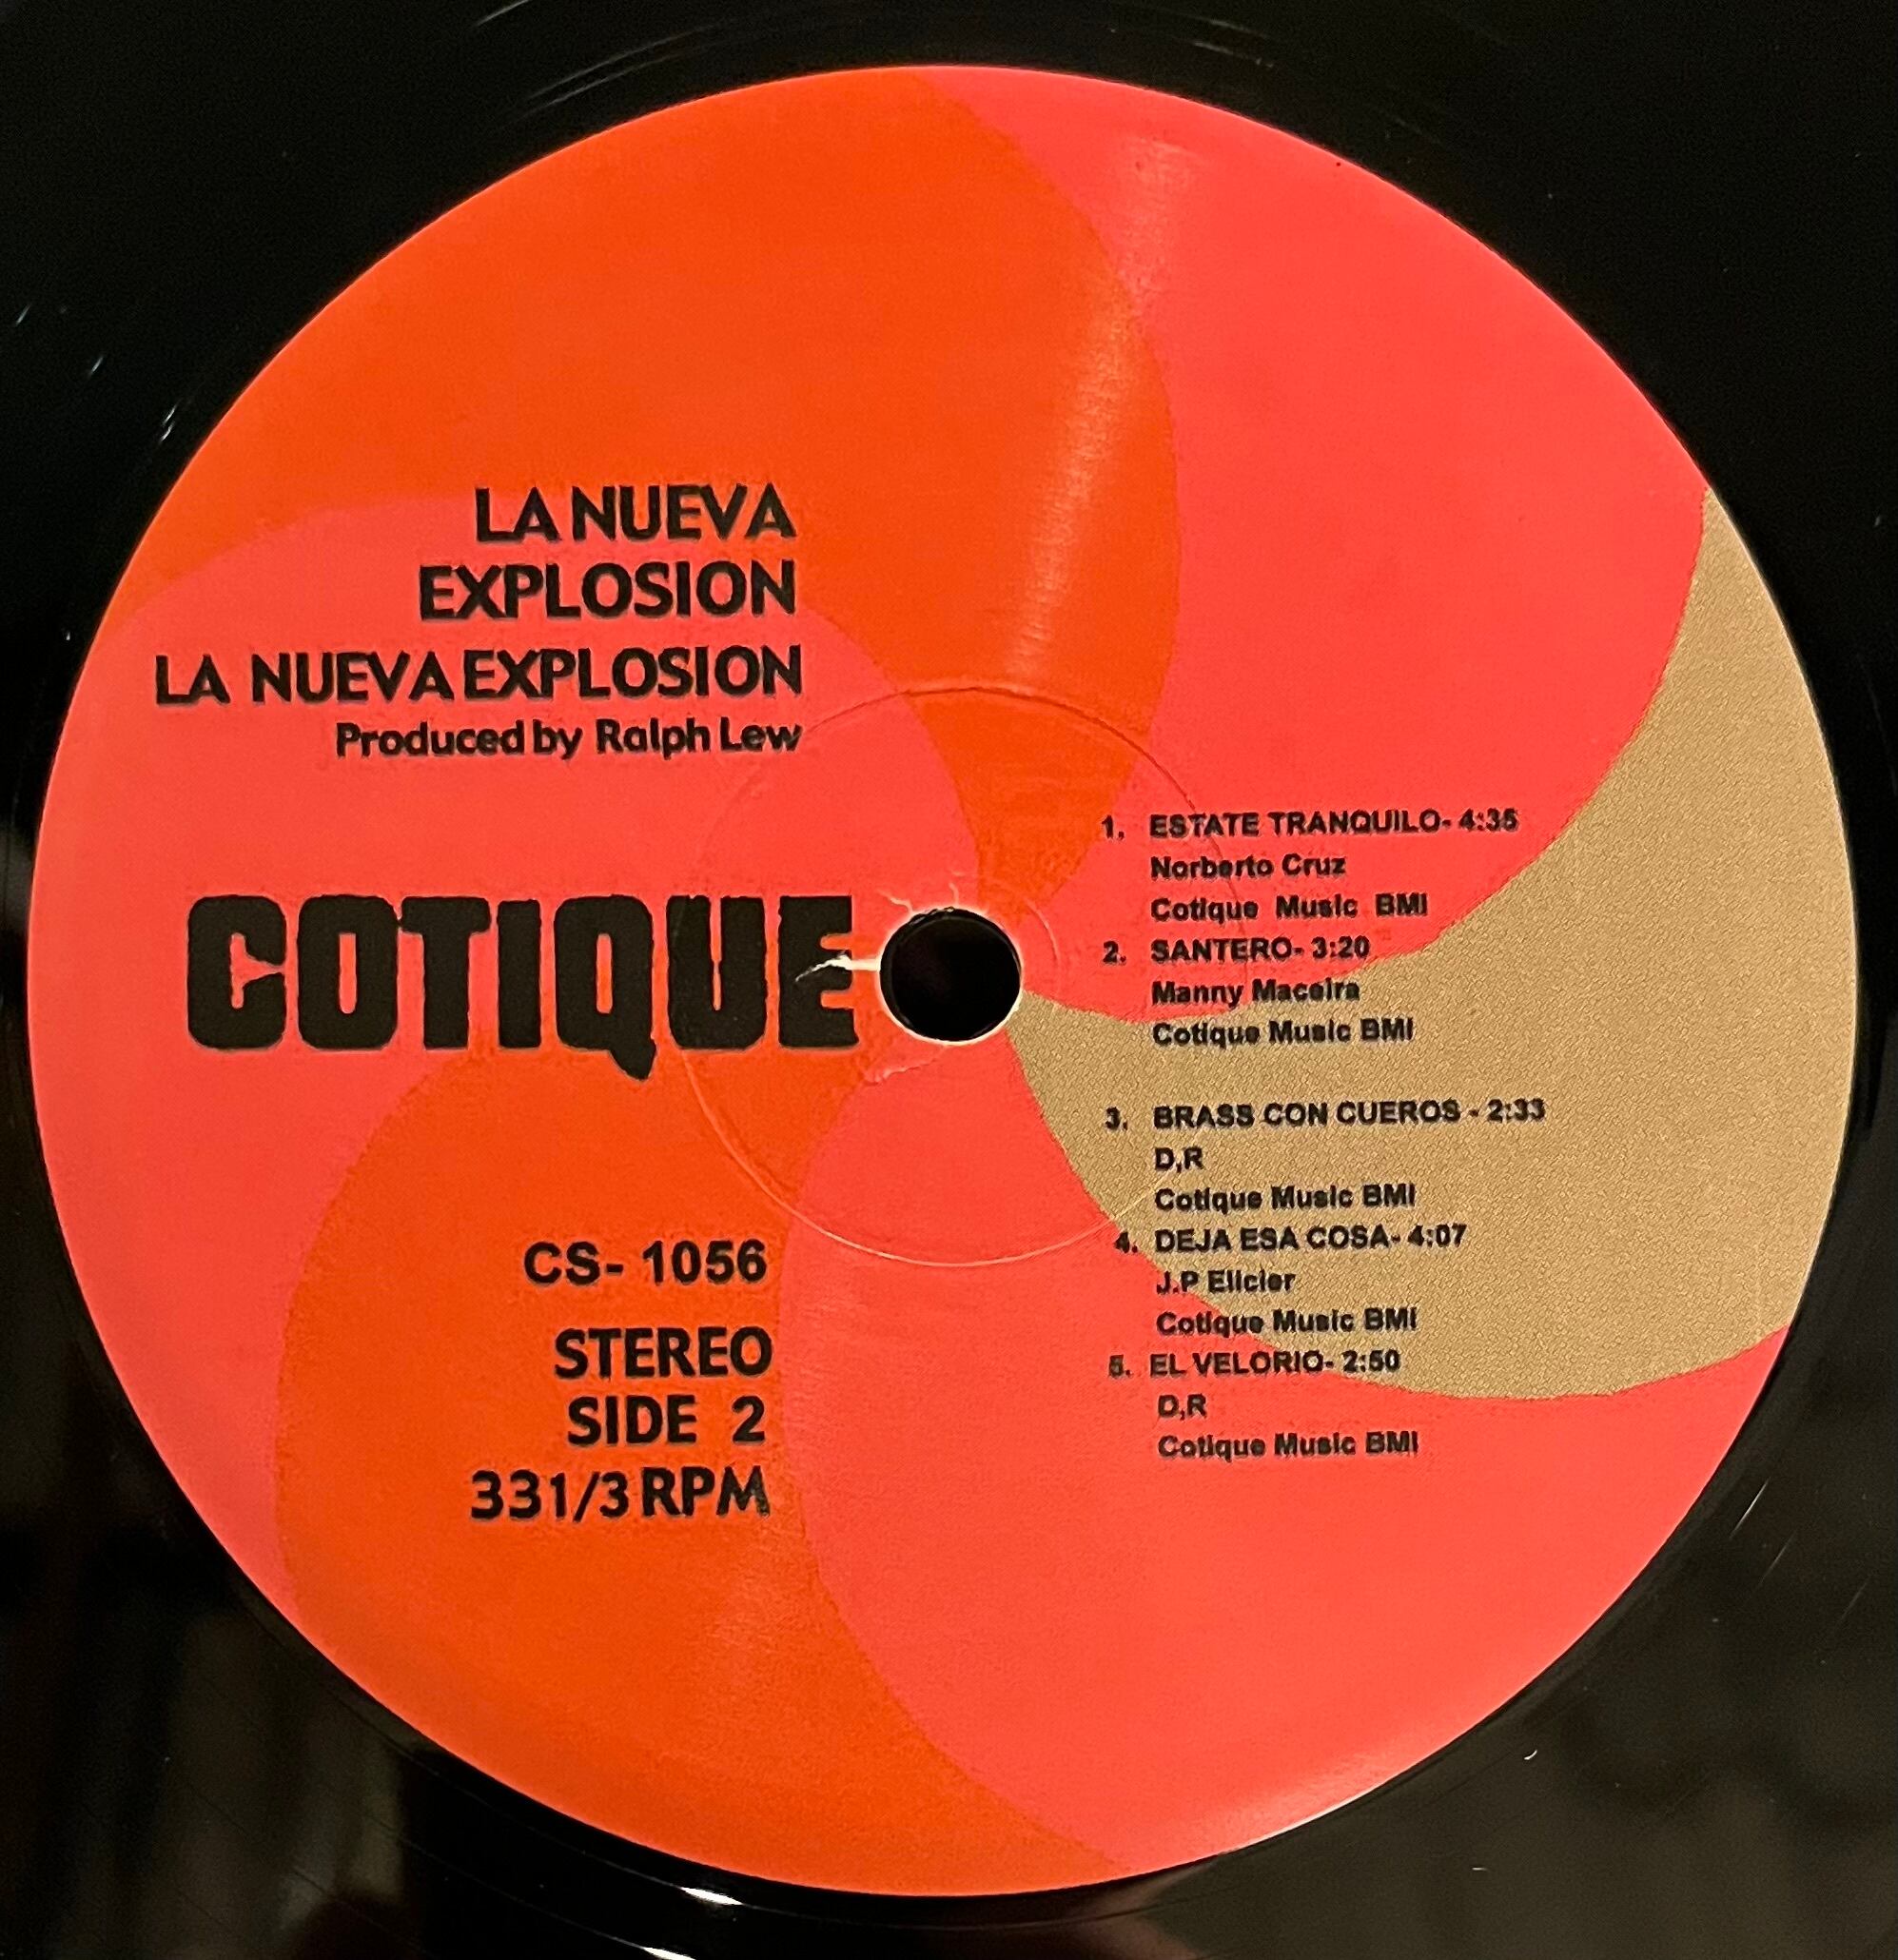 LA NUEVA
EXPLOSION
LA NUEVA EXPLOSION
Produced by Ralph Lew
COTIQUE
CS- 1056
STEREO
SIDE 2
331/3 RPM
1. ESTATE TRANQUILO- 4:35
Norberto Cruz
Cotique Music BMI
2. SANTERO- 3:20
Manny Maceira
Cotique Music BMI
3. BRASS CON CUEROS - 2:33
D,R
Cotique Music BMI
4. DEJA ESA COSA- 4:07
J.P Elicier
Cotique Music BMI
5. EL VELORIO- 2:50
D,R
Cotique Music BMI